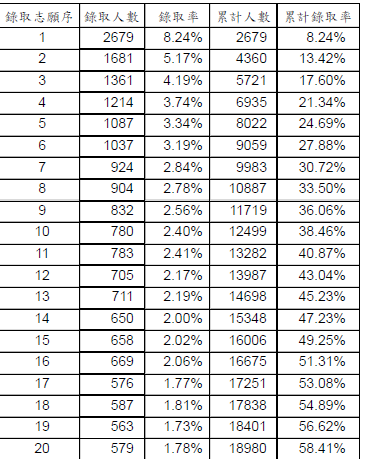 錄取志願序 錄取人數 錄取率 累計人數 累計錄取率
1 2679 8.24% 2679 8.24%
2 1681 5.17% 4360 13.42%
3 1361 4.19% 5721 17.60%
4 1214 3.74% 6935 21.34%
5 1087 3.34% 8022 24.69%
6 1037 3.19% 9059 27.88%
7 924 2.84% 9983 30.72%
8 904 2.78% 10887 33.50%
9 832 2.56% 11719 36.06%
10 780 2.40% 12499 38.46%
11 783 2.41% 13282 40.87%
12 705 2.17% 13987 43.04%
13 711 2.19% 14698 45.23%
14 650 2.00% 15348 47.23%
15 658 2.02% 16006 49.25%
16 669 2.06% 16675 51.31%
17 576 1.77% 17251 53.08%
18 587 1.81% 17838 54.89%
19 563 1.73% 18401 56.62%
20 579 1.78% 18980 58.41%